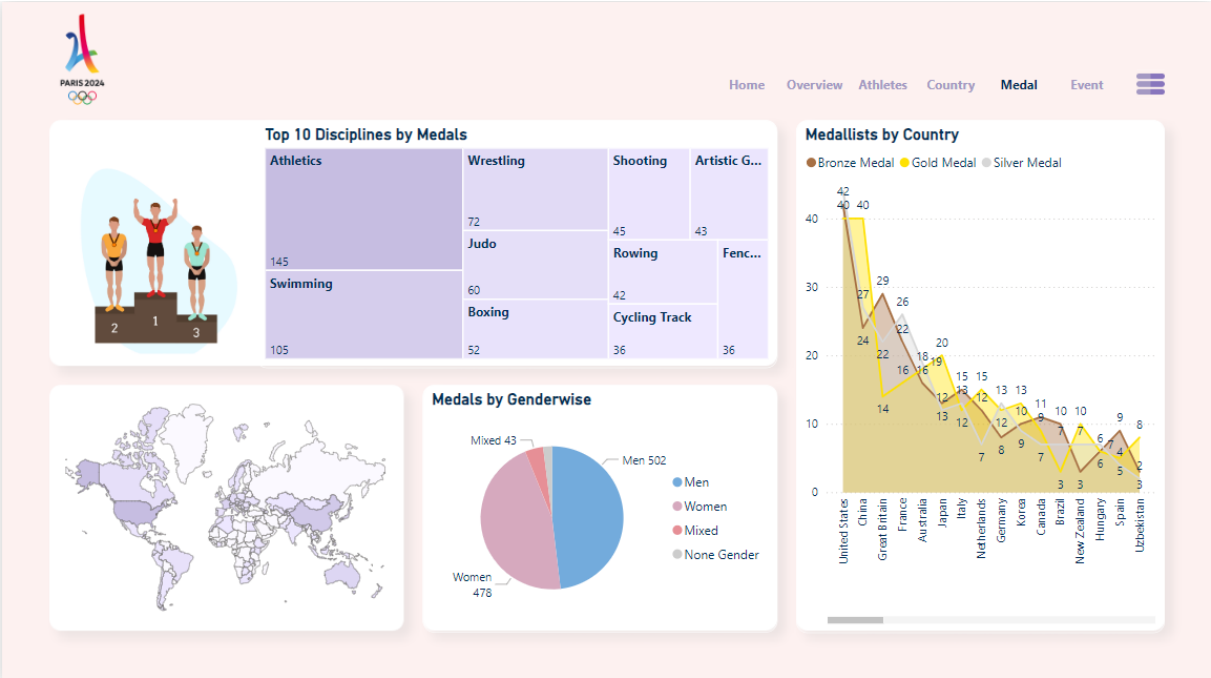 PARIS 2024
Home Overview Athletes Country Medal Event
Top 10 Disciplines by Medals
Athletics
145
Swimming
105
Wrestling
72
Judo
60
Boxing
52
Shooting
45
Artistic G...
43
Rowing
42
Cycling Track
36
Fenc...
36
2 1 3
Medallists by Country
Bronze Medal Gold Medal Silver Medal
40
30
20
10
0
42
40 40
27
29
26
24
22
22
20
18
19
16
16
14
15
15
13
12
13
12
12
13
13
12
11
10
9
9
10
10
8
7
7
7
7
3
3
6
6
7
9
4
5
8
2
3
United States
China
Great Britain
France
Australia
Japan
Italy
Netherlands
Germany
Korea
Canada
Brazil
New Zealand
Hungary
Spain
Uzbekistan
Medals by Genderwise
Mixed 43
Men 502
Women
478
Men
Women
Mixed
None Gender